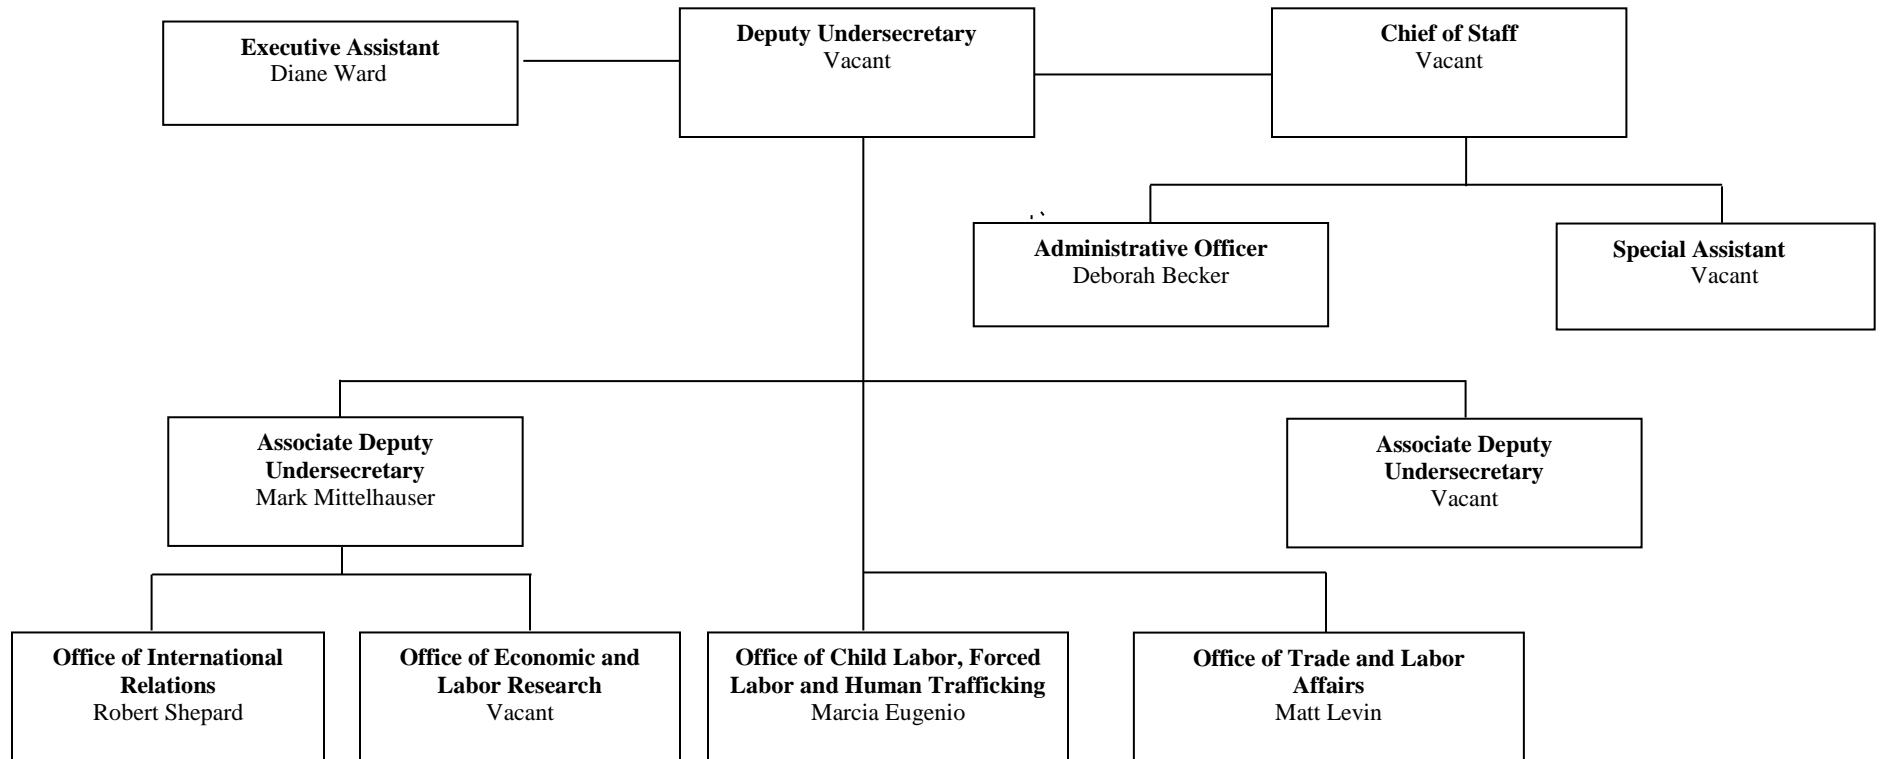 Executive Assistant
Diane Ward
Deputy Undersecretary
Vacant
Chief of Staff
Vacant
Administrative Officer
Deborah Becker
Special Assistant
Vacant
Associate Deputy
Undersecretary
Mark Mittelhauser
Associate Deputy
Undersecretary
Vacant
Office of International
Relations
Robert Shepard
Office of Economic and
Labor Research
Vacant
Office of Child Labor, Forced
Labor and Human Trafficking
Marcia Eugenio
Office of Trade and Labor
Affairs
Matt Levin